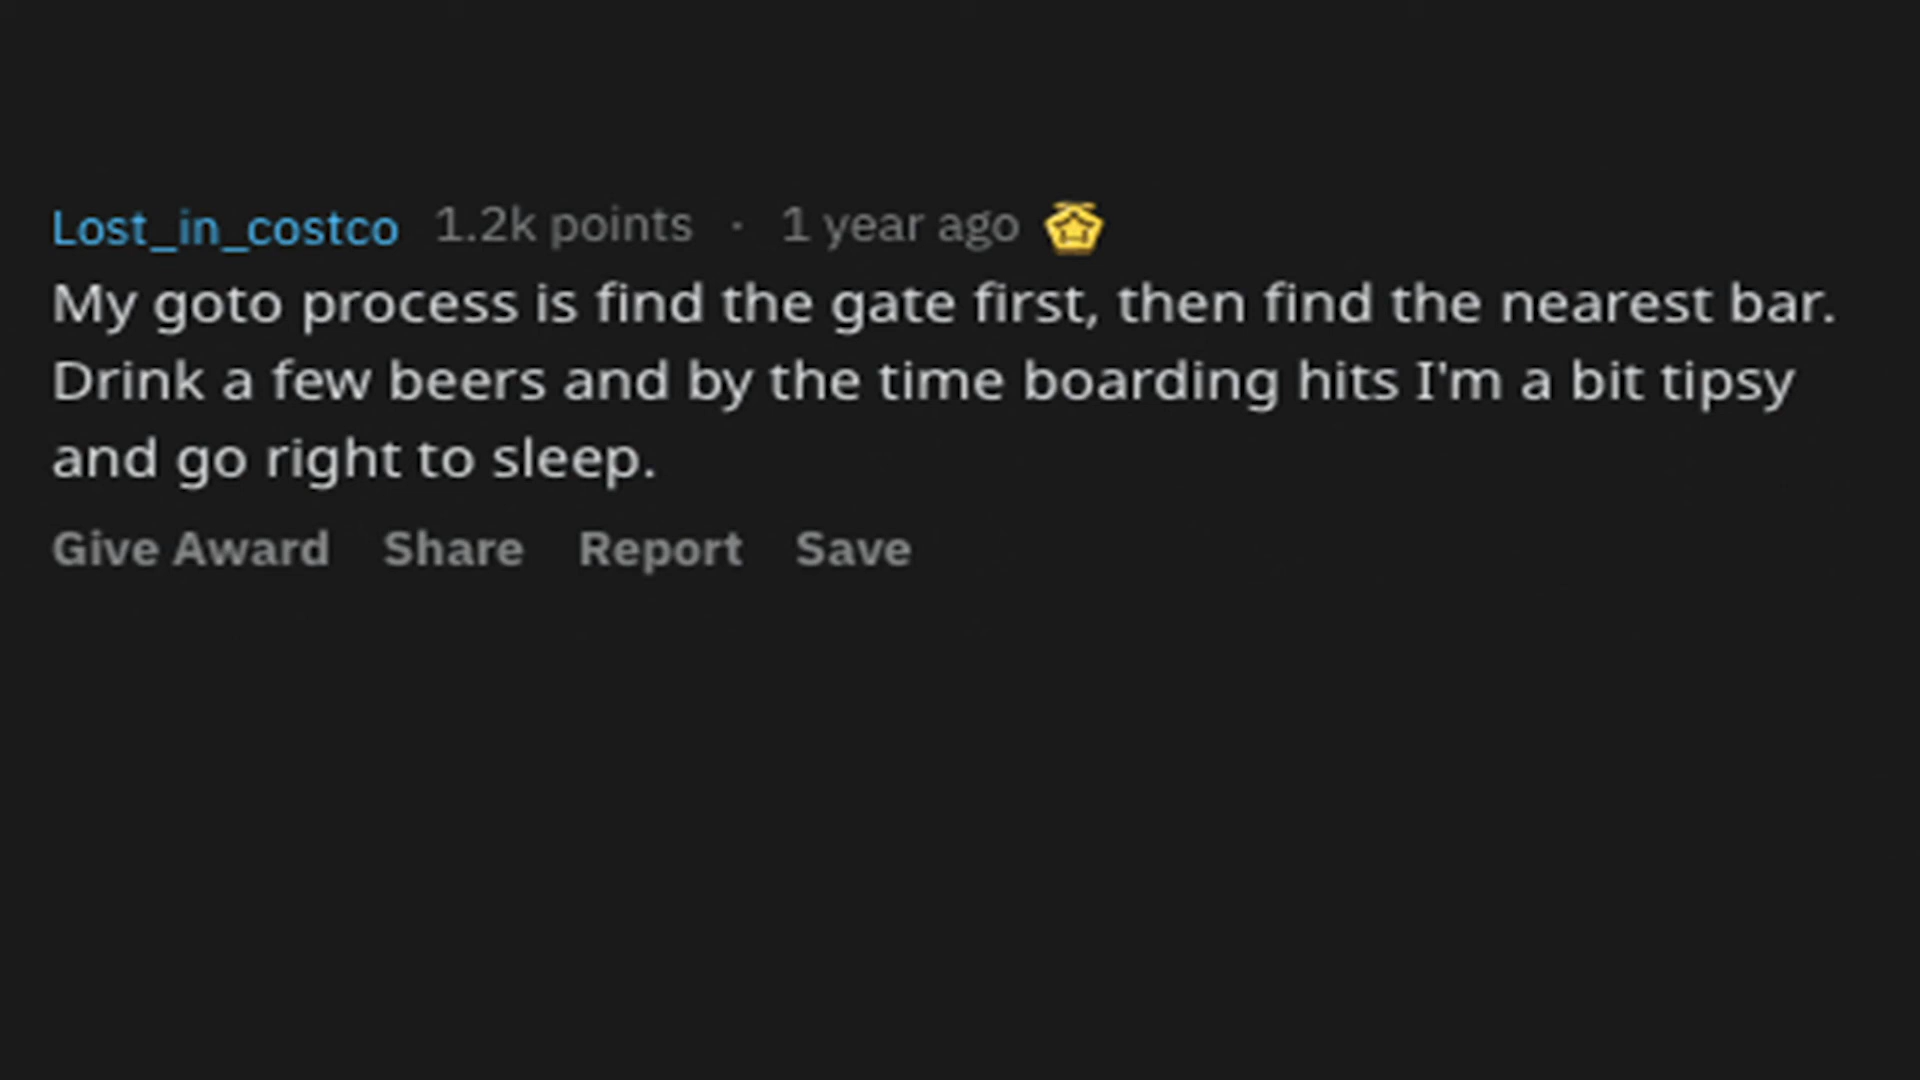 Lost_in_costco 1.2k points · 1 year ago
My goto process is find the gate first, then find the nearest bar.
Drink a few beers and by the time boarding hits I'm a bit tipsy
and go right to sleep.
Give Award Share Report Save